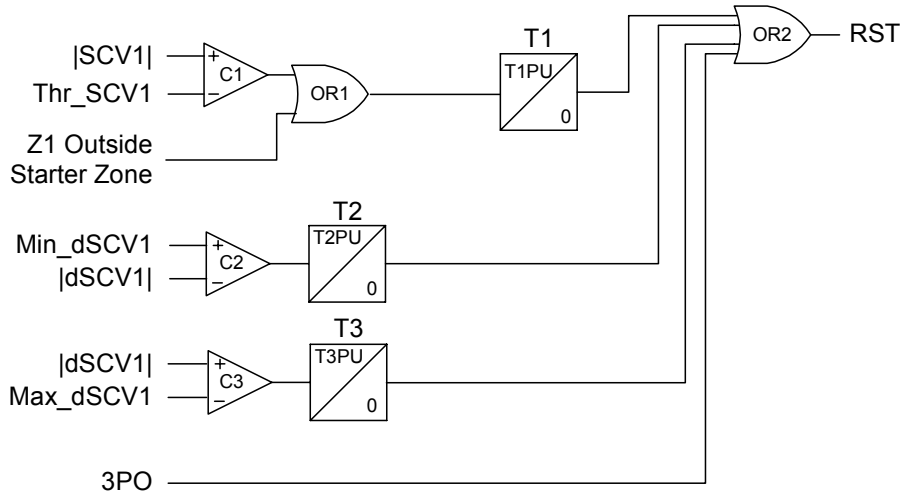 |SCV1|
+
C1
Thr_SCV1
−
OR1
Z1 Outside
Starter Zone
T1
T1PU
0
OR2
RST
Min_dSCV1
+
C2
|dSCV1|
−
T2
T2PU
0
|dSCV1|
+
C3
Max_dSCV1
−
T3
T3PU
0
3PO